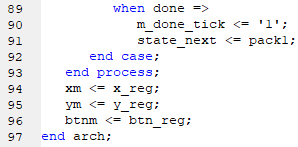 89 when done =>
90 m_done_tick <= '1';
91 state_next <= pack1;
92 end case;
93 end process;
94 xm <= x_reg;
95 ym <= y_reg;
96 btnm <= btn_reg;
97 end arch;